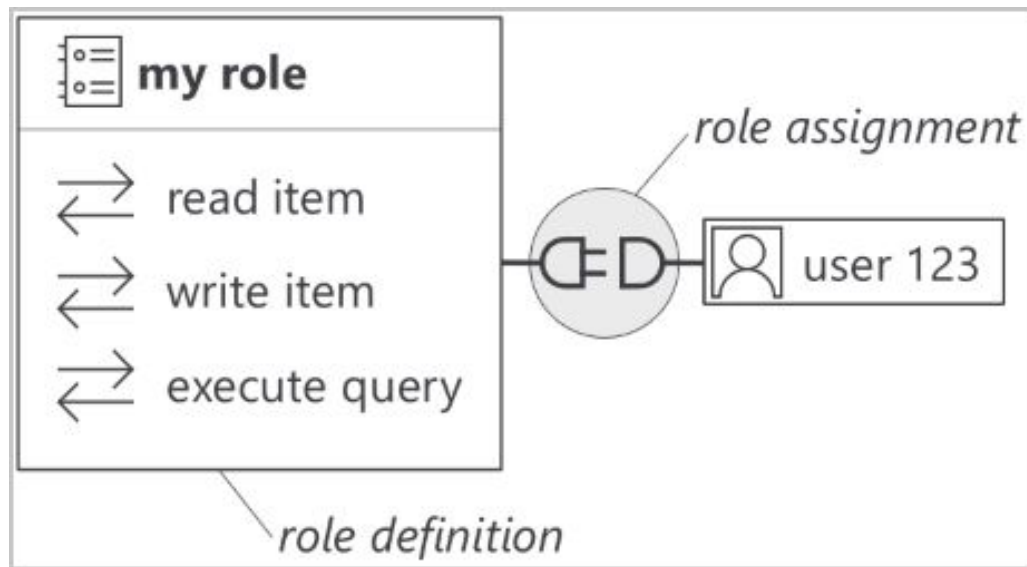 my role
role assignment
read item
user 123
write item
execute query
role definition